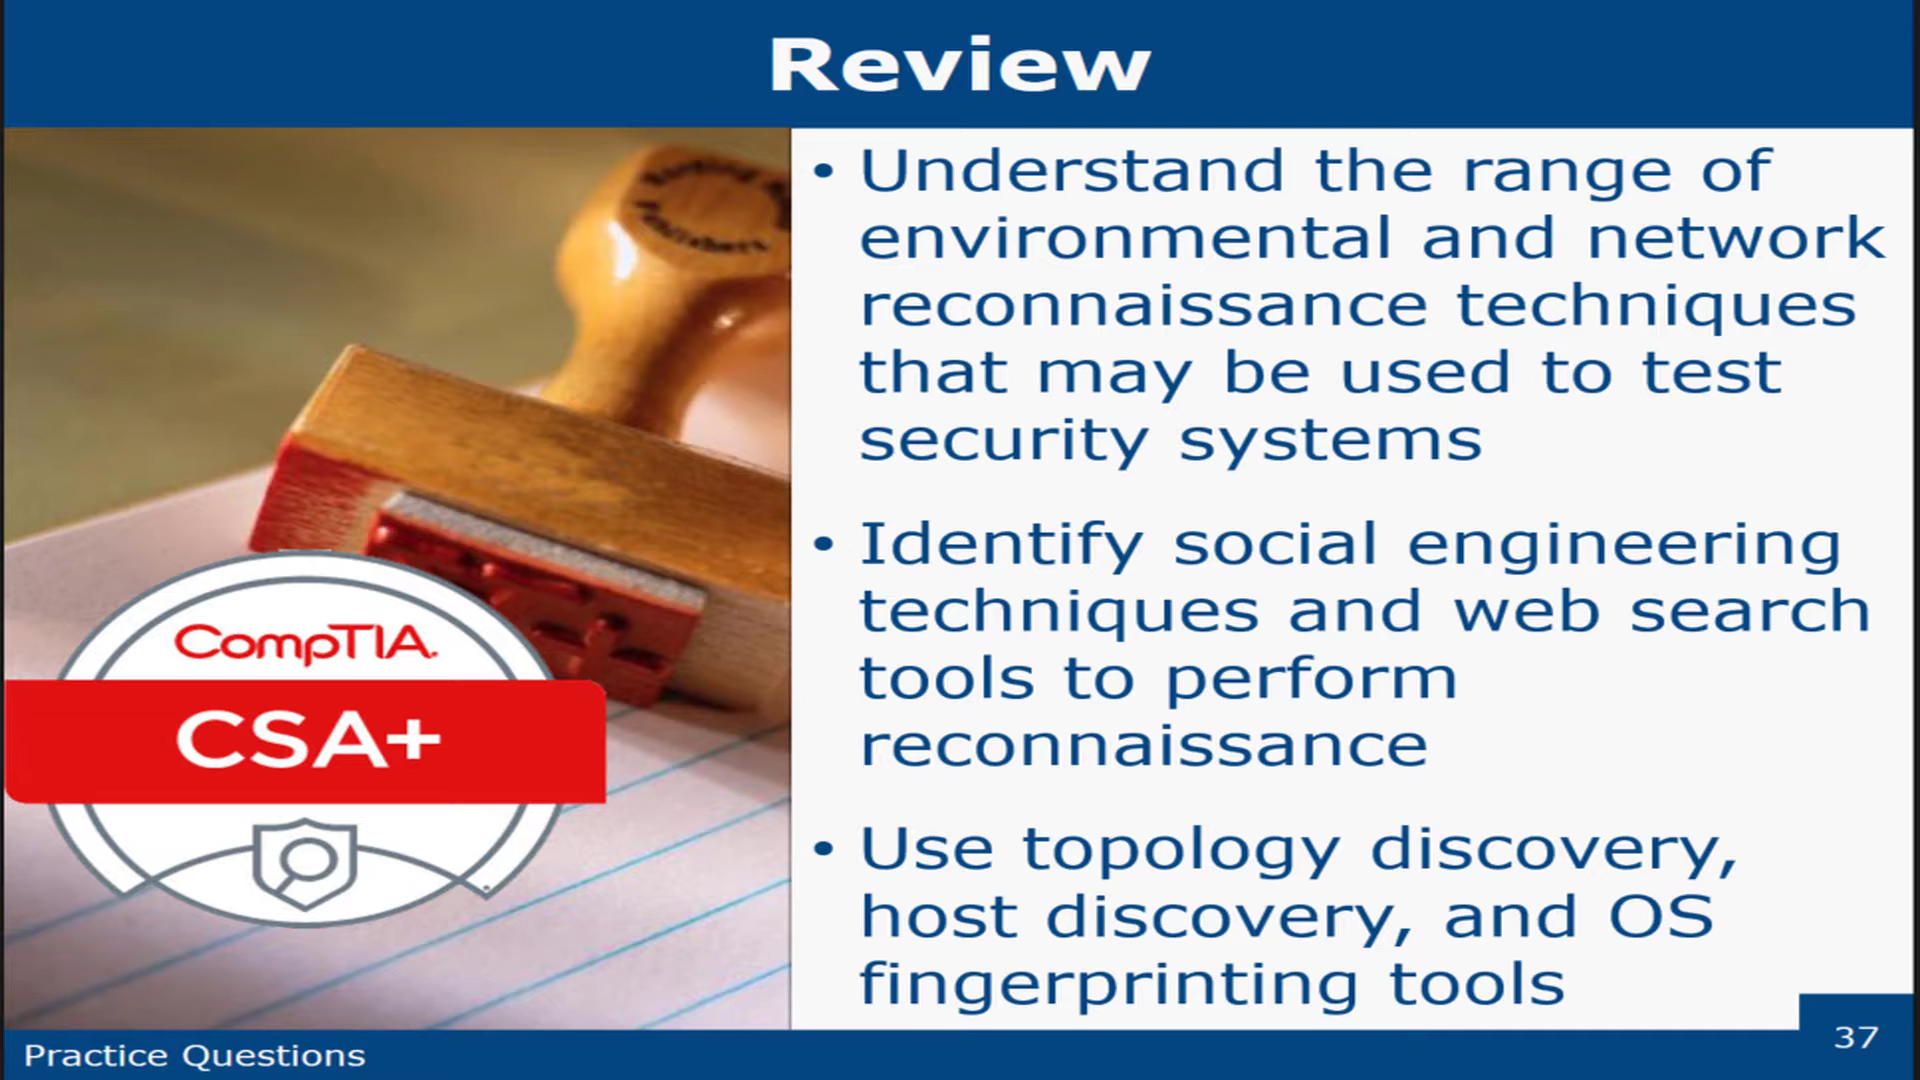 Review
• Understand the range of
environmental and network
reconnaissance techniques
that may be used to test
security systems
• Identify social engineering
techniques and web search
tools to perform
reconnaissance
• Use topology discovery,
host discovery, and OS
fingerprinting tools
CompTIA.
CSA+
Practice Questions
37